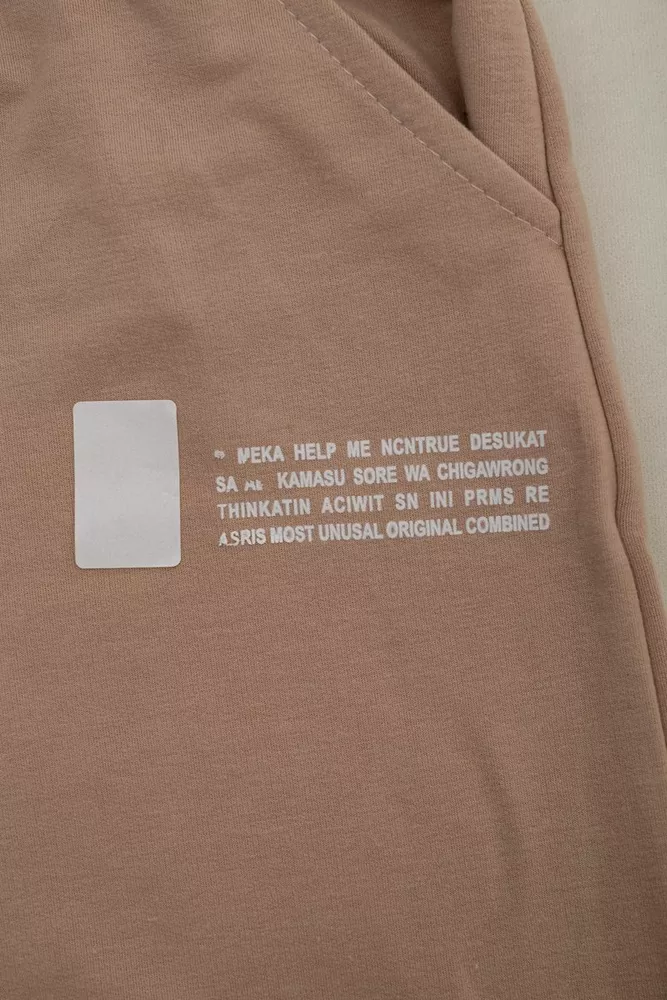 MEKA HELP ME NCNTRUE DESUKAT
SA KAMASU SORE WA CHIGAWRONG
THINKATIN ACIWIT SN INI PRMS RE
ASRIS MOST UNUSAL ORIGINAL COMBINED